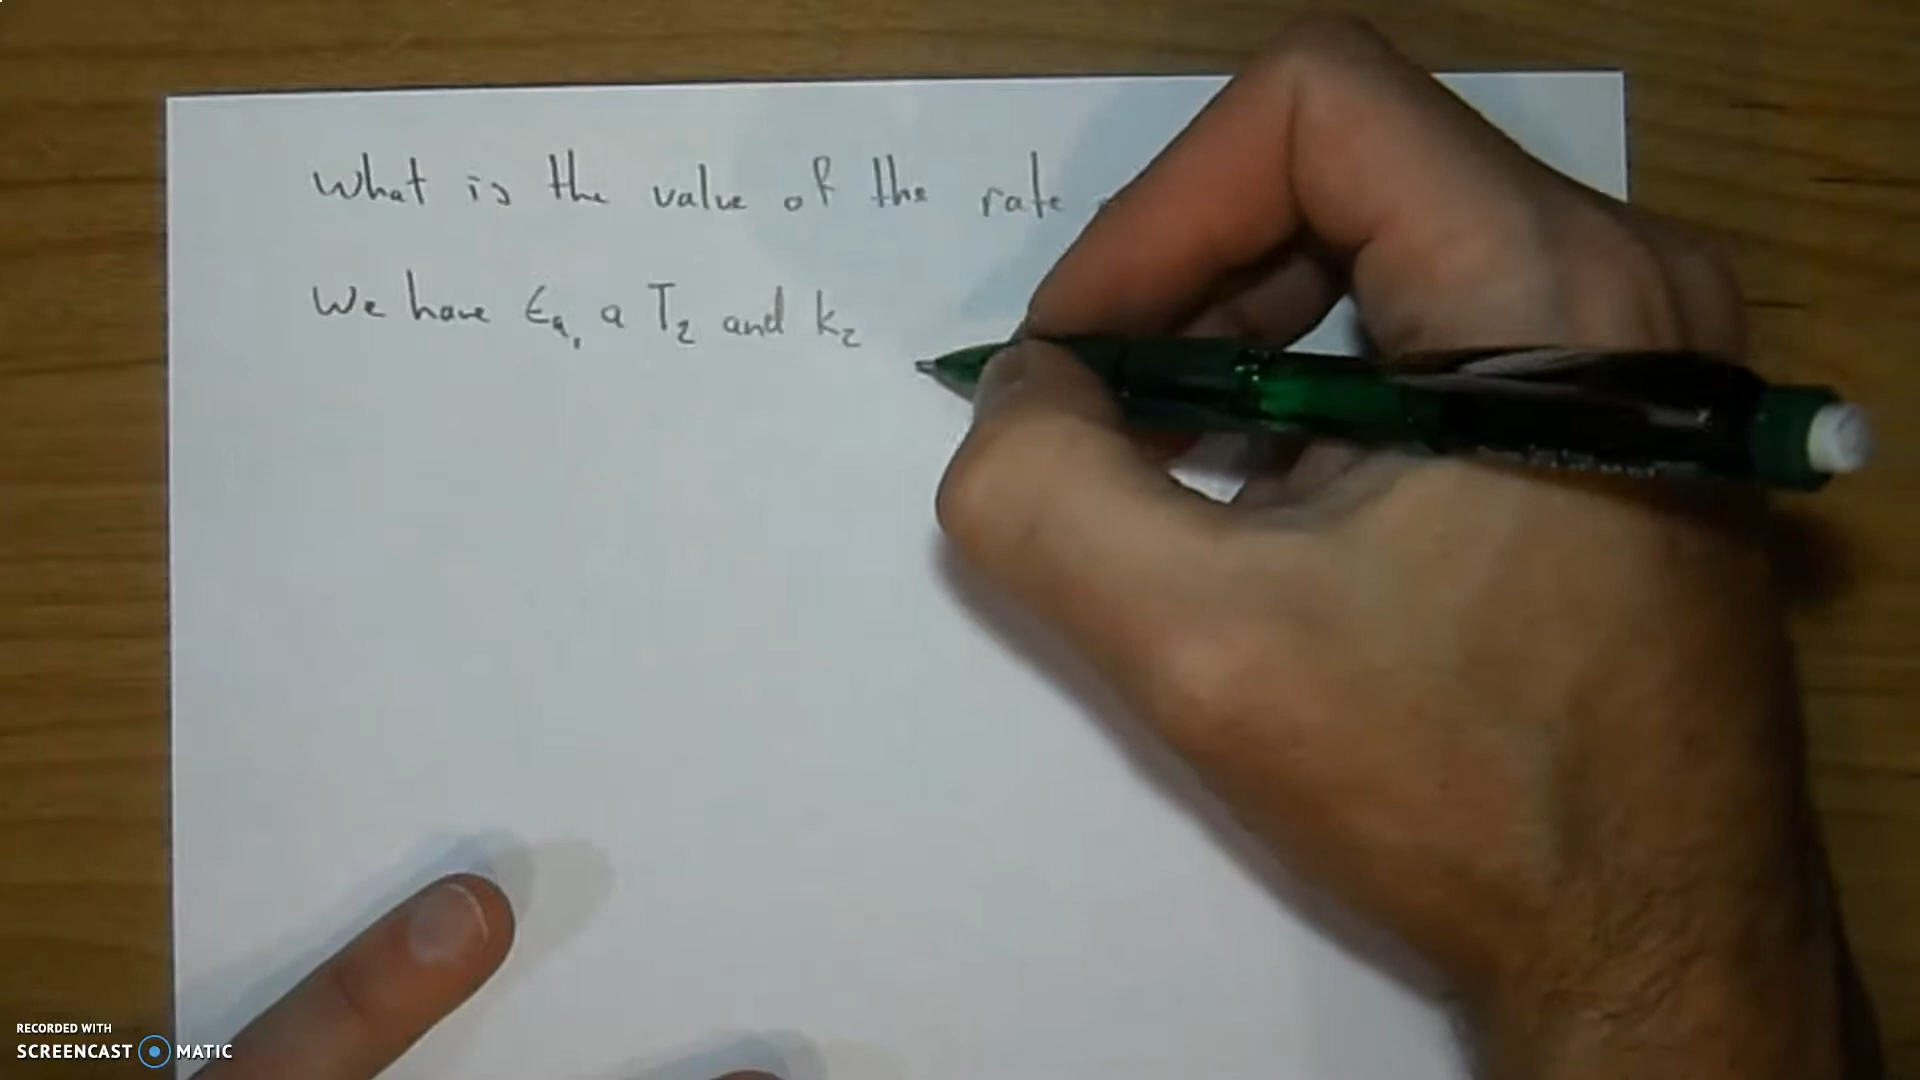 What is the value of the rate
We have Ea, a T2 and k2
RECORDED WITH
SCREENCAST MATIC